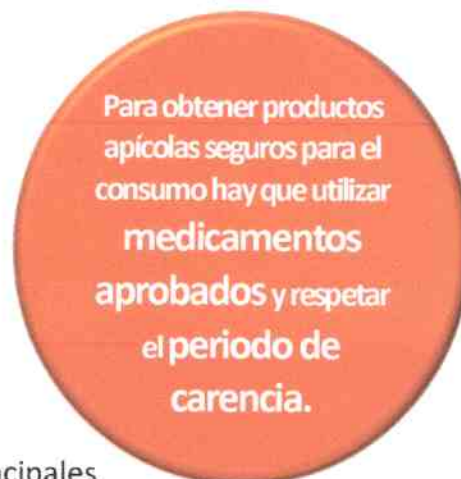 Para obtener productos
apícolas seguros para el
consumo hay que utilizar
medicamentos
aprobados y respetar
el periodo de
carencia.